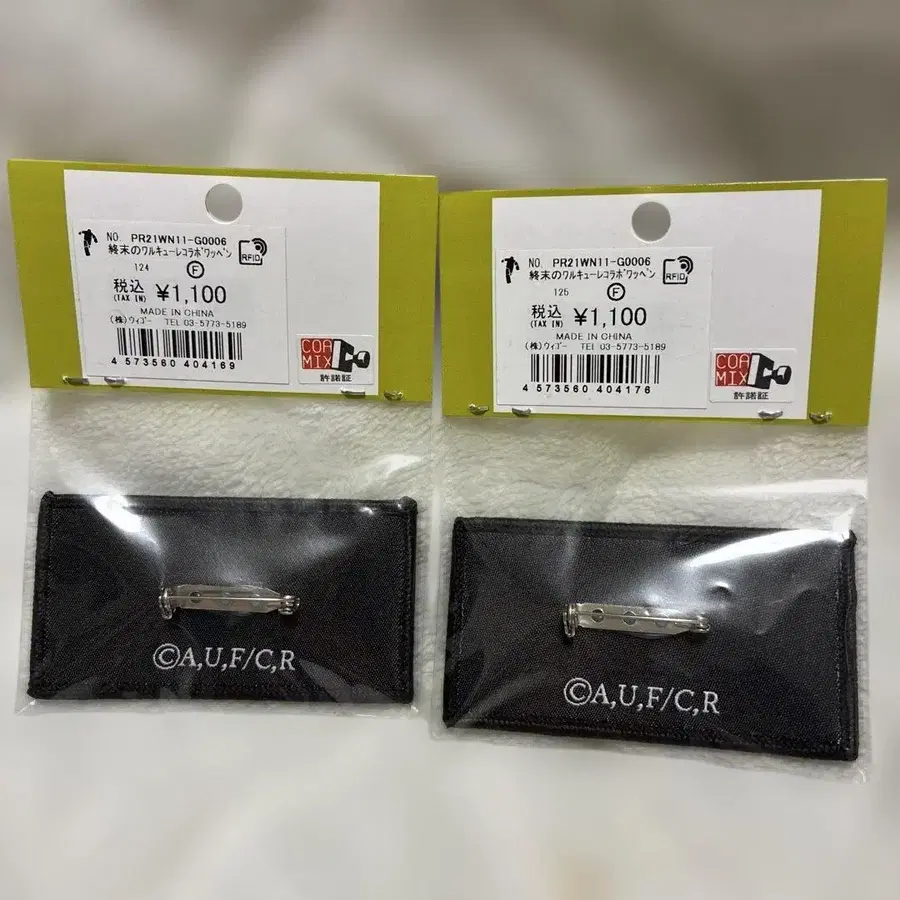 NO. PR21WN11-G0006
終末のワルキューレコラボワッペン
RFID
124 Ⓕ
税込
(TAX IN)
¥1,100
MADE IN CHINA
(株)ウィゴー TEL 03-5773-5189
4 573560 404169
COA
MIX
許諾証
©A,U,F/C,R
NO. PR21WN11-G0006
終末のワルキューレコラボワッペン
RFID
125 Ⓕ
税込
(TAX IN)
¥1,100
MADE IN CHINA
(株)ウィゴー TEL 03-5773-5189
4 573560 404176
COA
MIX
許諾証
©A,U,F/C,R